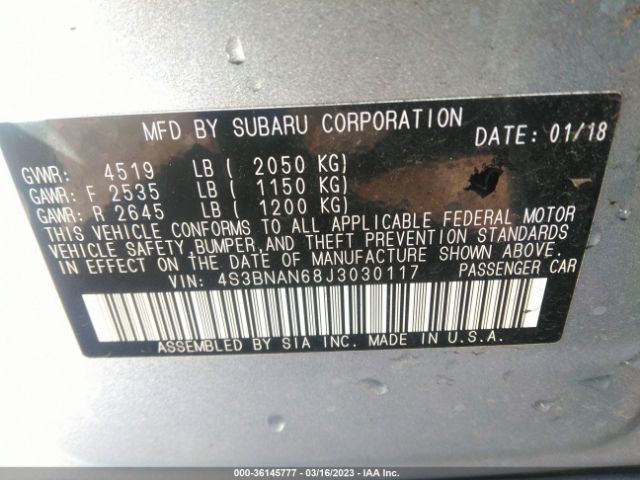 MFD BY SUBARU CORPORATION DATE: 01/18
GVWR: 4519 LB ( 2050 KG)
GAWR: F 2535 LB ( 1150 KG)
GAWR: R 2645 LB ( 1200 KG)
THIS VEHICLE CONFORMS TO ALL APPLICABLE FEDERAL MOTOR
VEHICLE SAFETY, BUMPER, AND THEFT PREVENTION STANDARDS
IN EFFECT ON THE DATE OF MANUFACTURE SHOWN ABOVE.
VIN: 4S3BNAN68J3030117 PASSENGER CAR
ASSEMBLED BY SIA INC. MADE IN U.S.A.
000-36145777 - 03/16/2023 - IAA Inc.